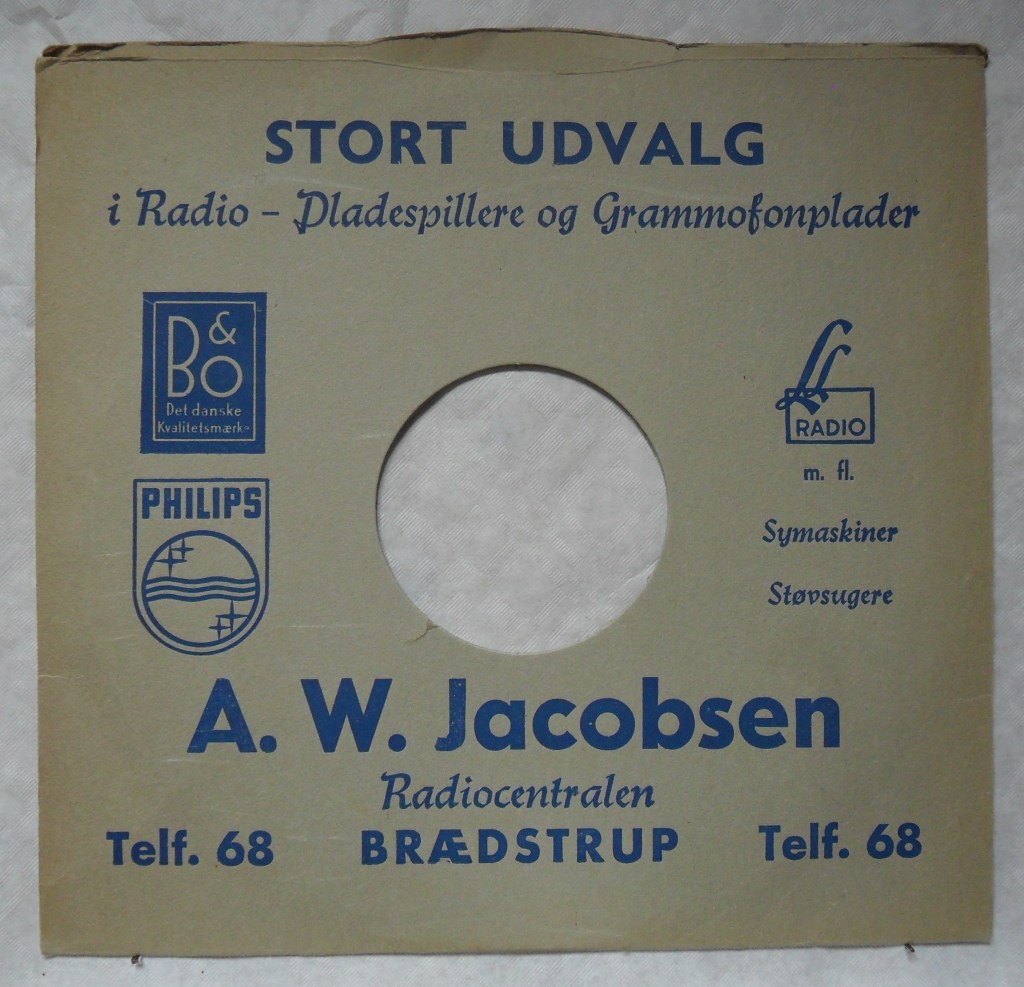 STORT UDVALG
i Radio - Pladespillere og Grammofonplader
B&O
Det danske
Kvalitetsmærke
PHILIPS
LL
RADIO
m. fl.
Symaskiner
Støvsugere
A. W. Jacobsen
Radiocentralen
Telf. 68 BRÆDSTRUP Telf. 68